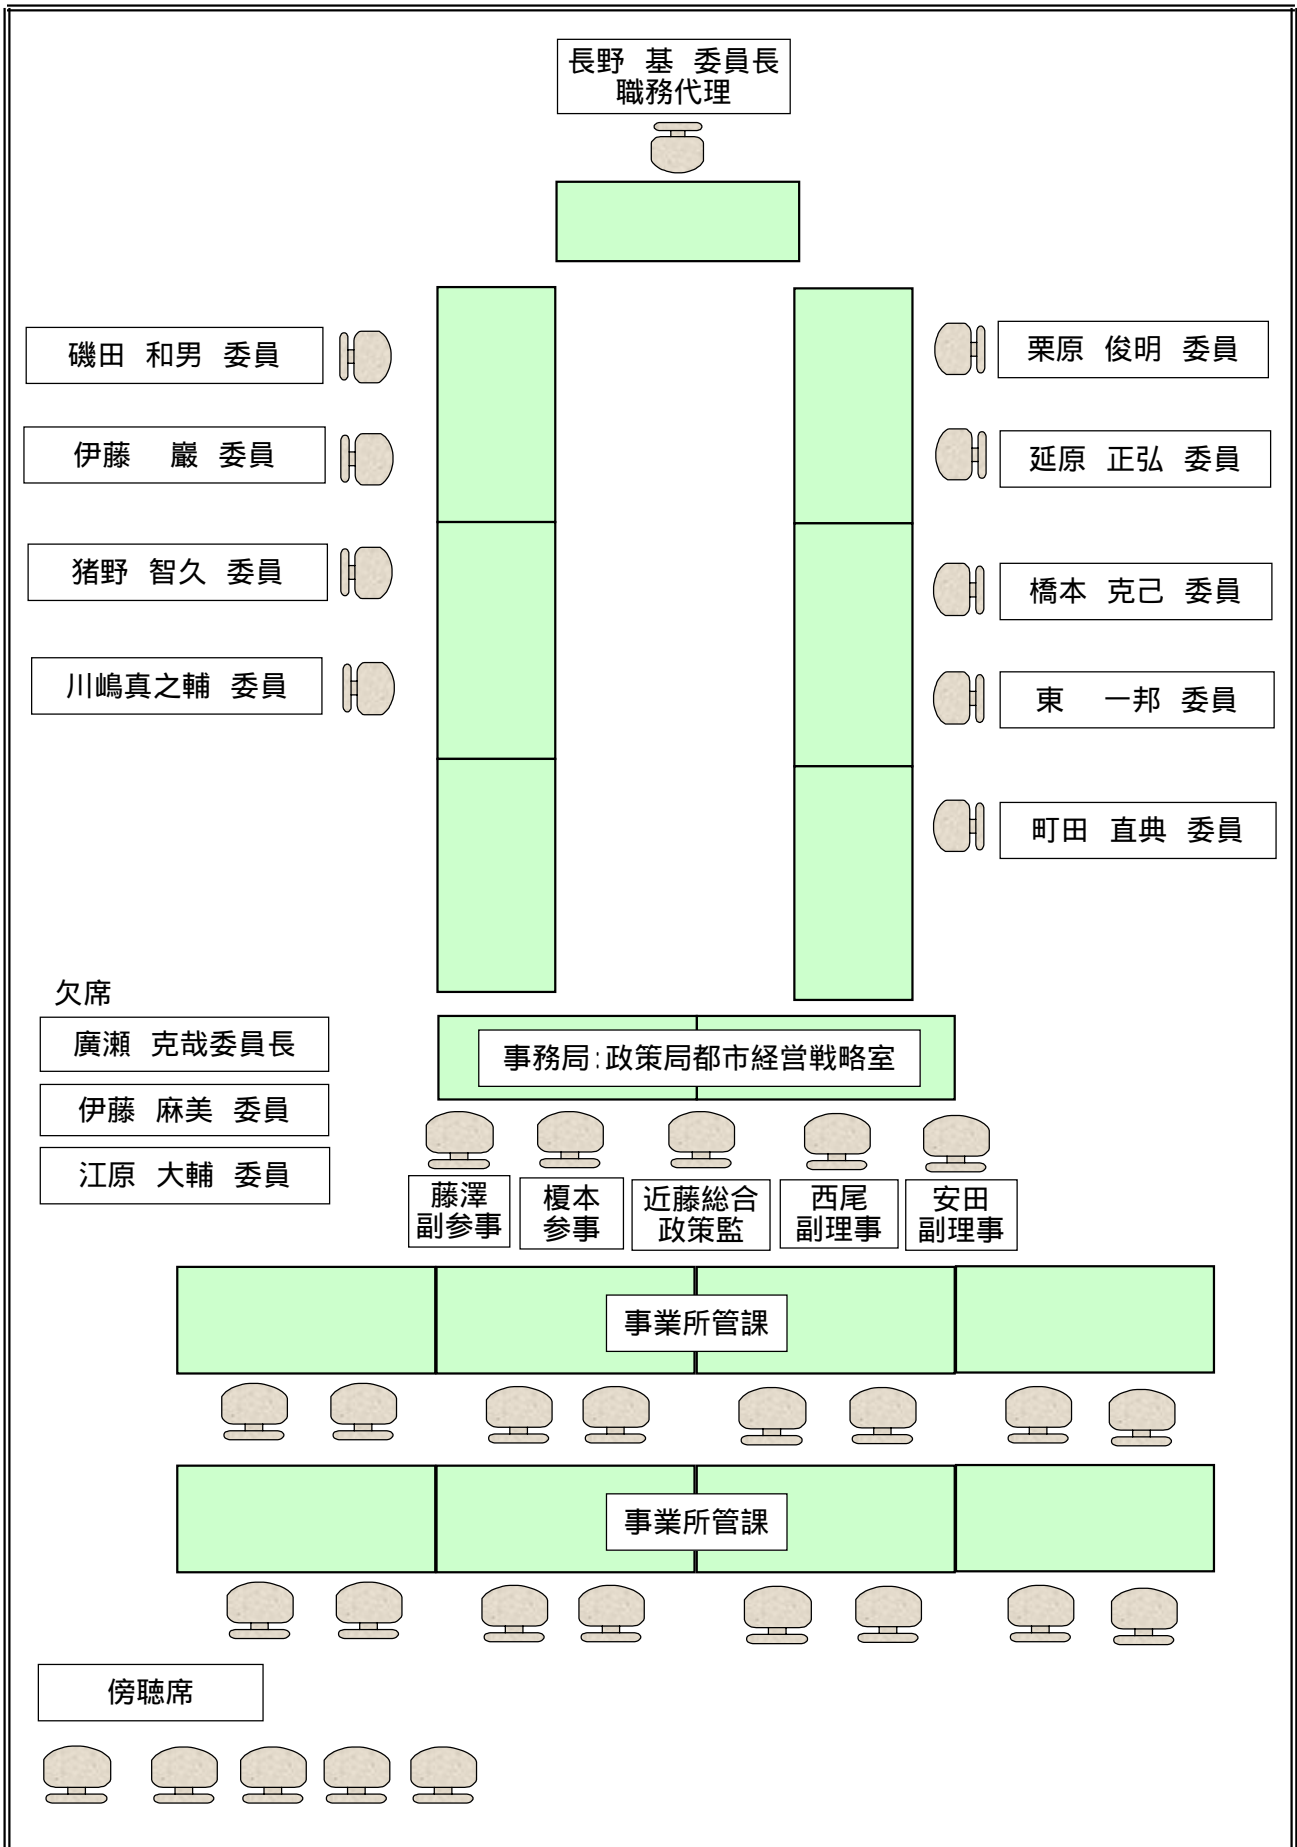 長野 基 委員長
職務代理
磯田 和男 委員
栗原 俊明 委員
伊藤 巖 委員
延原 正弘 委員
猪野 智久 委員
橋本 克己 委員
川嶋真之輔 委員
東 一邦 委員
町田 直典 委員
欠席
廣瀬 克哉委員長
伊藤 麻美 委員
江原 大輔 委員
事務局:政策局都市経営戦略室
藤澤
副参事
榎本
参事
近藤総合
政策監
西尾
副理事
安田
副理事
事業所管課
事業所管課
傍聴席